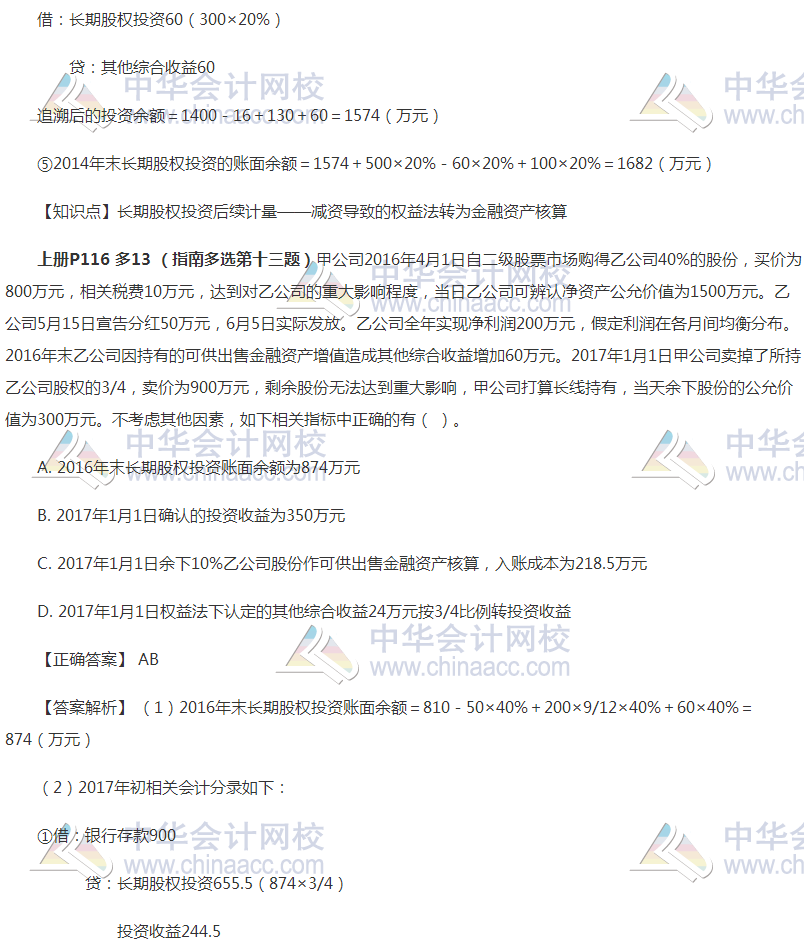 借：长期股权投资60（300×20%）
贷：其他综合收益60
追溯后的投资余额＝1400－16＋130＋60＝1574（万元）
⑤2014年末长期股权投资的账面余额＝1574＋500×20%－60×20%＋100×20%＝1682（万元）
【知识点】长期股权投资后续计量——减资导致的权益法转为金融资产核算
上册P116 多13 （指南多选第十三题）甲公司2016年4月1日自二级股票市场购得乙公司40%的股份，买价为
800万元，相关税费10万元，达到对乙公司的重大影响程度，当日乙公司可辨认净资产公允价值为1500万元。乙
公司5月15日宣告分红50万元，6月5日实际发放。乙公司全年实现净利润200万元，假定利润在各月间均衡分布。
2016年末乙公司因持有的可供出售金融资产增值造成其他综合收益增加60万元。2017年1月1日甲公司卖掉了所持
乙公司股权的3/4，卖价为900万元，剩余股份无法达到重大影响，甲公司打算长线持有，当天余下股份的公允价
值为300万元。不考虑其他因素，如下相关指标中正确的有（ ）。
A. 2016年末长期股权投资账面余额为874万元
B. 2017年1月1日确认的投资收益为350万元
C. 2017年1月1日余下10%乙公司股份作可供出售金融资产核算，入账成本为218.5万元
D. 2017年1月1日权益法下认定的其他综合收益24万元按3/4比例转投资收益
【正确答案】 AB
【答案解析】（1）2016年末长期股权投资账面余额＝810－50×40%＋200×9/12×40%＋60×40%＝
874（万元）
（2）2017年初相关会计分录如下：
①借：银行存款900
贷：长期股权投资655.5（874×3/4）
投资收益244.5
中华会计网校
www.chinaacc.com